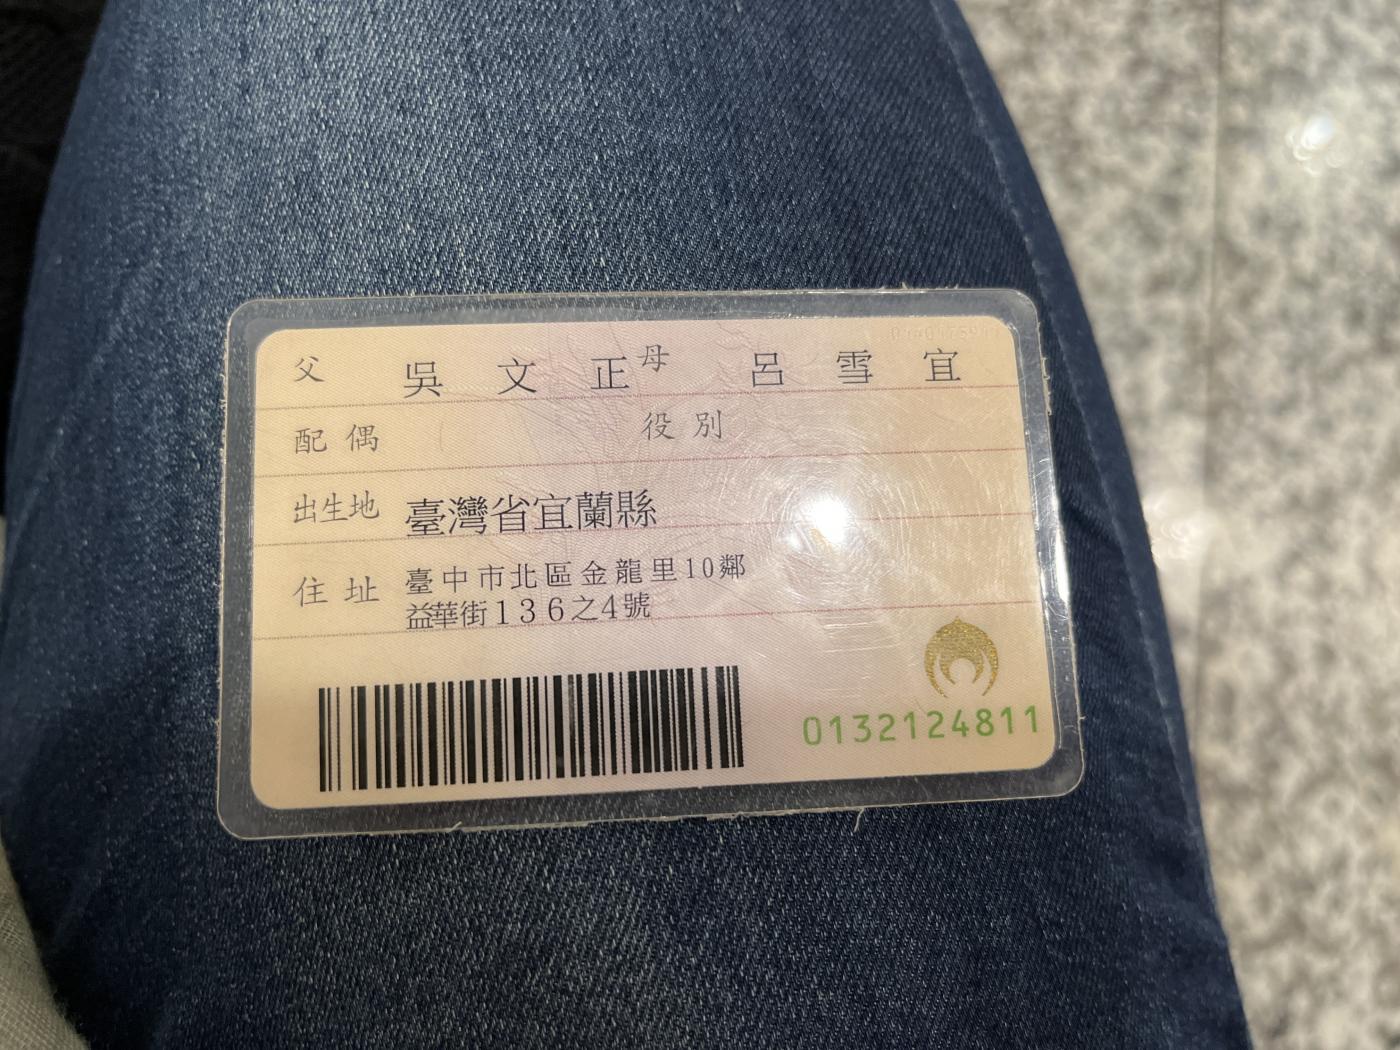 父 吳文正 母 呂雪宜
配偶 役別
出生地 臺灣省宜蘭縣
住址 臺中市北區金龍里10鄰
益華街136之4號
0132124811